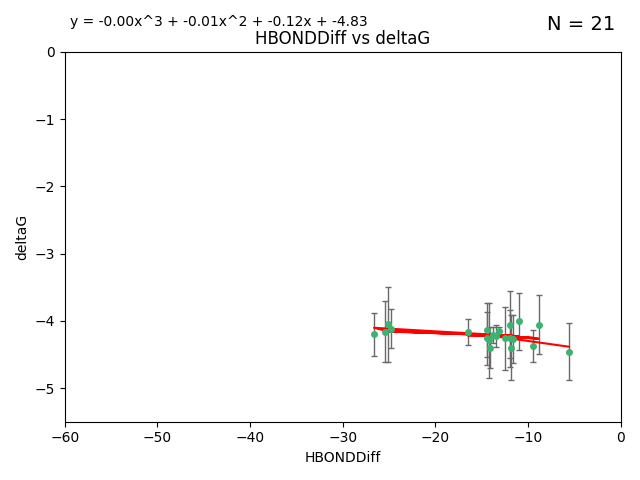 y = -0.00x^3 + -0.01x^2 + -0.12x + -4.83
N = 21
HBONDDiff vs deltaG
0
−1
−2
−3
−4
−5
deltaG
−60 −50 −40 −30 −20 −10 0
HBONDDiff